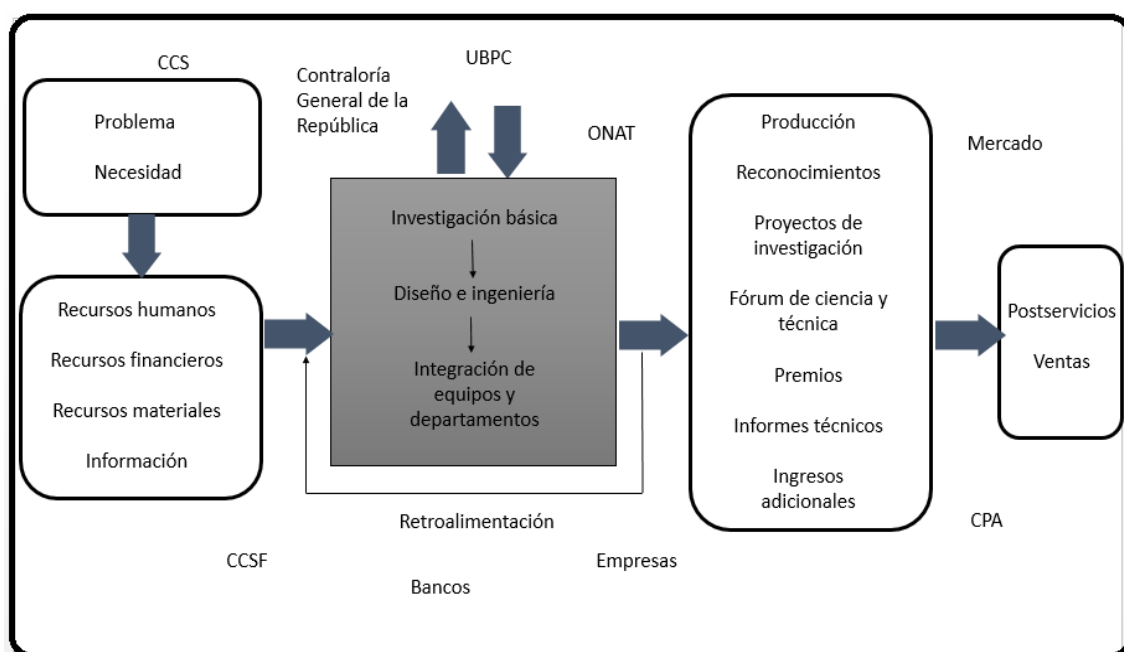 CCS
Problema
Necesidad
Contraloría
General de la
República
UBPC
ONAT
Recursos humanos
Recursos financieros
Recursos materiales
Información
Investigación básica
Diseño e ingeniería
Integración de
equipos y
departamentos
Retroalimentación
Producción
Reconocimientos
Proyectos de
investigación
Fórum de ciencia y
técnica
Premios
Informes técnicos
Ingresos
adicionales
Mercado
Postservicios
Ventas
CPA
CCSF
Bancos
Empresas